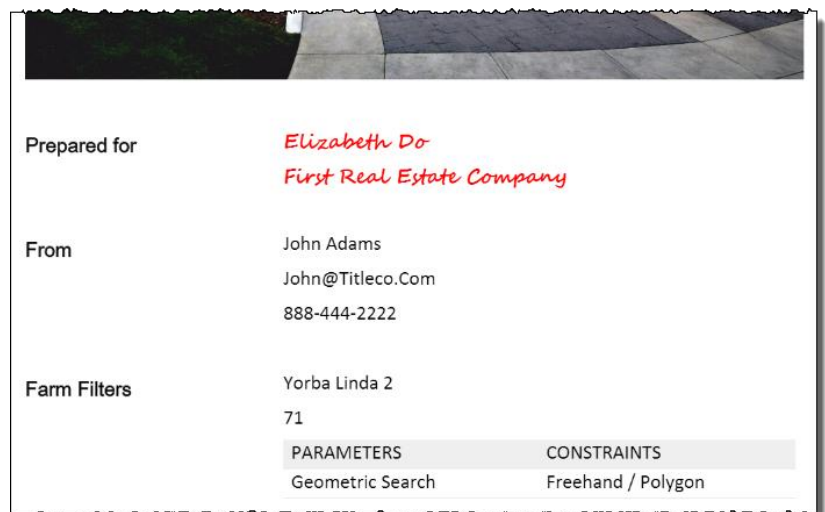 Prepared for
Elizabeth Do
First Real Estate Company
From
John Adams
John@Titleco.Com
888-444-2222
Farm Filters
Yorba Linda 2
71
PARAMETERS CONSTRAINTS
Geometric Search Freehand / Polygon